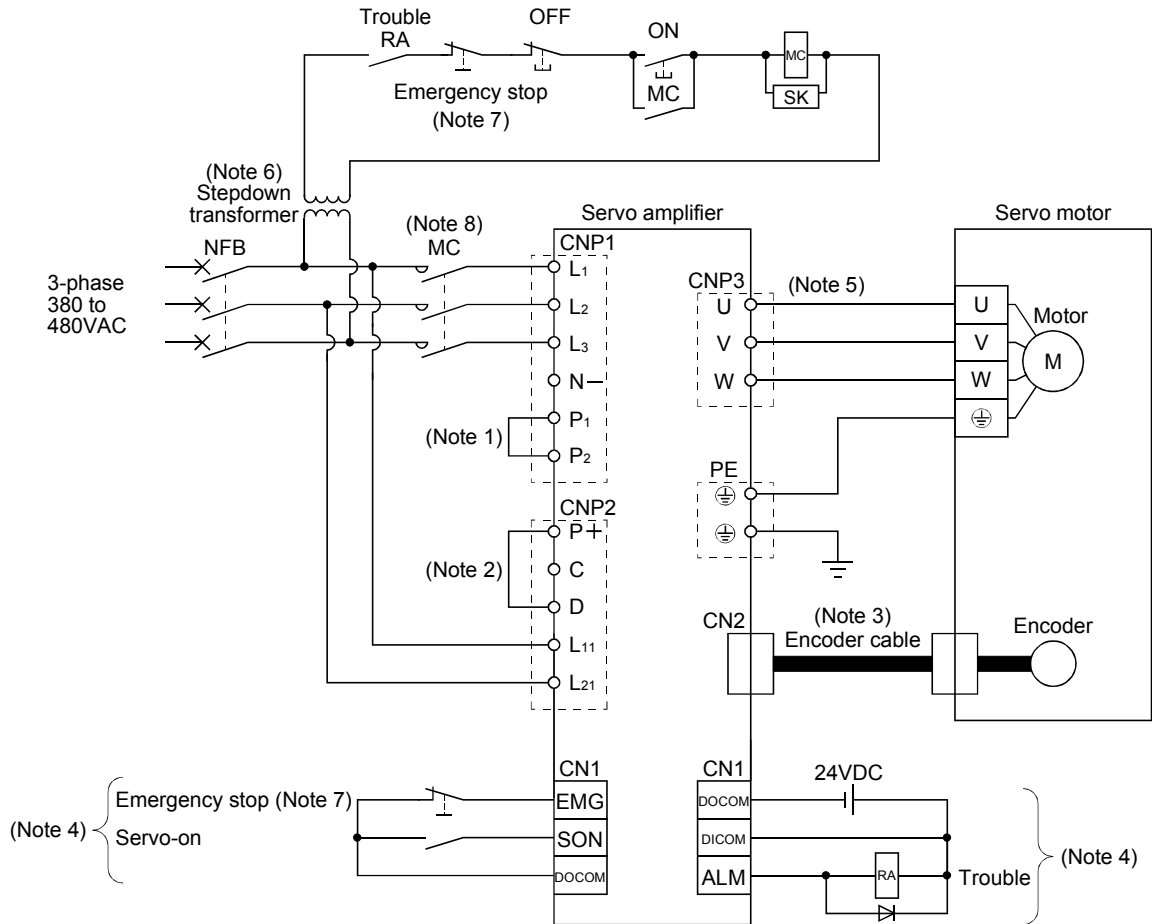 Trouble
RA
OFF
ON
MC
Emergency stop
(Note 7)
MC
SK
(Note 6)
Stepdown
transformer
(Note 8)
MC
NFB
3-phase
380 to
480VAC
Servo amplifier
Servo motor
CNP1
L1
L2
L3
N−
P1
P2
(Note 1)
CNP2
P+
C
D
L11
L21
(Note 2)
CNP3
U
V
W
(Note 5)
U
V
W
Motor
M
PE
CN2
(Note 3)
Encoder cable
Encoder
(Note 4)
Emergency stop (Note 7)
Servo-on
CN1
EMG
SON
DOCOM
CN1
DOCOM
DICOM
ALM
24VDC
RA
Trouble
(Note 4)